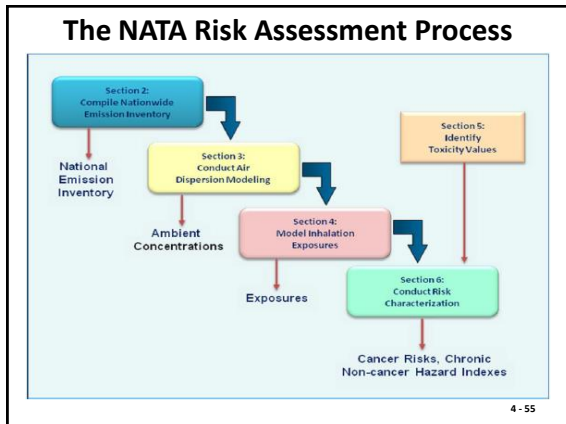 The NATA Risk Assessment Process
Section 2:
Compile Nationwide
Emission Inventory
National
Emission
Inventory
Section 3:
Conduct Air
Dispersion Modeling
Ambient
Concentrations
Section 4:
Model Inhalation
Exposures
Exposures
Section 5:
Identify
Toxicity Values
Section 6:
Conduct Risk
Characterization
Cancer Risks, Chronic
Non-cancer Hazard Indexes
4 - 55